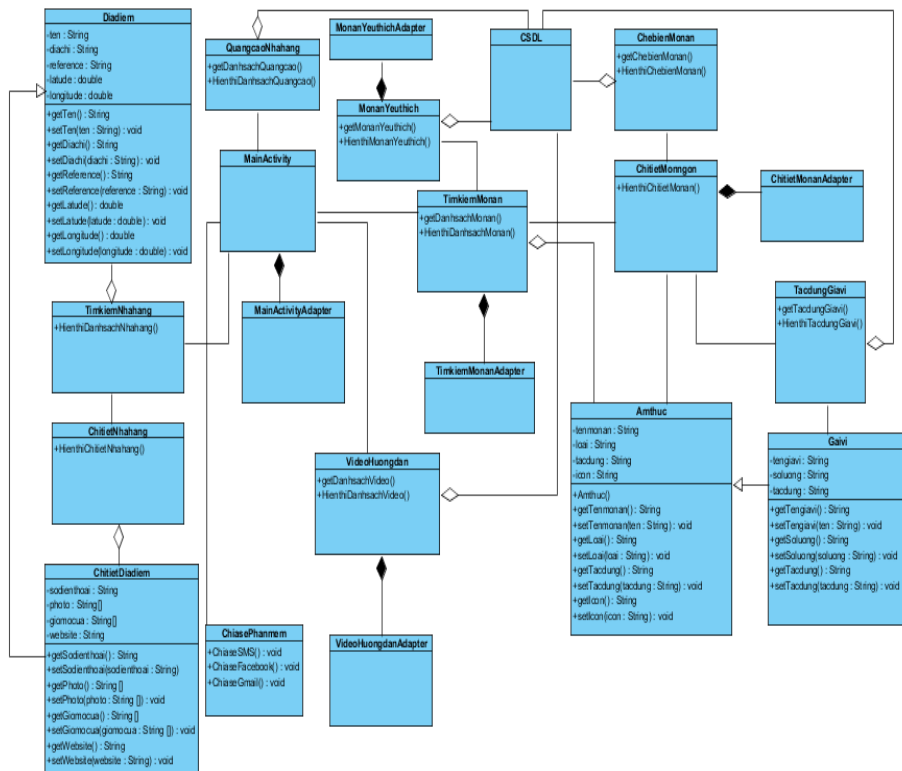 Diadiem
-ten : String
-diachi : String
-reference : String
-latude : double
-longitude : double
+getTen() : String
+setTen(ten : String) : void
+getDiachi() : String
+setDiachi(diachi : String) : void
+getReference() : String
+setReference(reference : String) : void
+getLatude() : double
+setLatude(latude : double) : void
+getLongitude() : double
+setLongitude(longitude : double) : void
TimkiemNhahang
+HienthiDanhsachNhahang()
ChitietNhahang
+HienthiChitietNhahang()
ChitietDiadiem
-sodienthoai : String
-photo : String[]
-giomocua : String[]
-website : String
+getSodienthoai() : String
+setSodienthoai(sodienthoai : String)
+getPhoto() : String []
+setPhoto(photo : String []) : void
+getGiomocua() : String []
+setGiomocua(giomocua : String []) : void
+getWebsite() : String
+setWebsite(website : String) : void
QuangcaoNhahang
+getDanhsachQuangcao()
+HienthiDanhsachQuangcao()
MainActivity
MainActivityAdapter
ChiasePhanmem
+ChiaseSMS() : void
+ChiaseFacebook() : void
+ChiaseGmail() : void
MonanYeuthichAdapter
MonanYeuthich
+getMonanYeuthich()
+HienthiMonanYeuthich()
TimkiemMonan
+getDanhsachMonan()
+HienthiDanhsachMonan()
TimkiemMonanAdapter
VideoHuongdan
+getDanhsachVideo()
+HienthiDanhsachVideo()
VideoHuongdanAdapter
CSDL
ChebienMonan
+getChebienMonan()
+HienthiChebienMonan()
ChitietMonngon
+HienthiChitietMonan()
ChitietMonanAdapter
TacdungGiavi
+getTacdungGiavi()
+HienthiTacdungGiavi()
Amthuc
-tenmonan : String
-loai : String
-tacdung : String
-icon : String
+Amthuc()
+getTenmonan() : String
+setTenmonan(ten : String) : void
+getLoai() : String
+setLoai(loai : String) : void
+getTacdung() : String
+setTacdung(tacdung : String) : void
+getIcon() : String
+setIcon(icon : String) : void
Gaivi
-tengiavi : String
-soluong : String
-tacdung : String
+getTengiavi() : String
+setTengiavi(ten : String) : void
+getSoluong() : String
+setSoluong(soluong : String) : void
+getTacdung() : String
+setTacdung(tacdung : String) : void